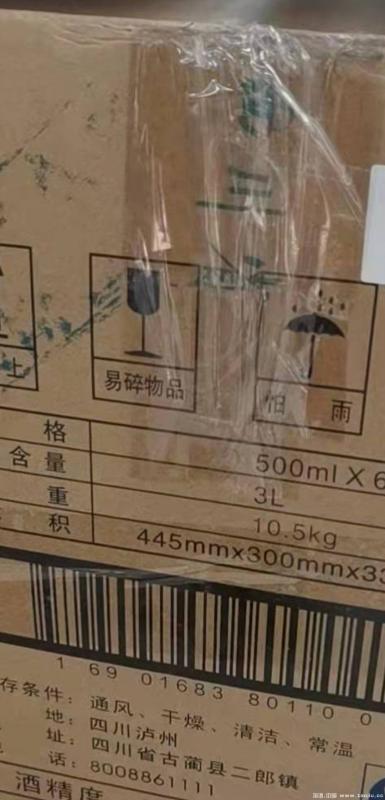 上
易碎物品
怕 雨
格
500ml X 6
含量
3L
重
10.5kg
积
445mmx300mmx33
1 69 01683 80110 0
存条件: 通风、干燥、清洁、常温
地: 四川泸州
址: 四川省古蔺县二郎镇
话: 8008861111
酒精度